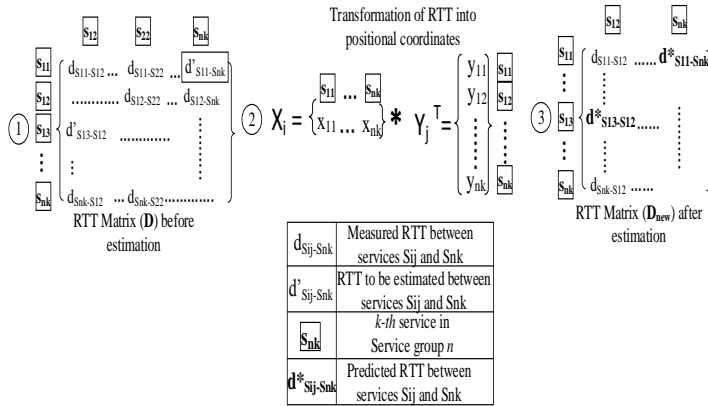 Transformation of RTT into
positional coordinates
s12 s22 snk
s11 dS11-S12 ... dS11-S22 ... d'S11-Snk
s12 ............ dS12-S22 ... dS12-Snk
1 s13 d'S13-S12 ..............
snk dSnk-S12 ... dSnk-S22 ..............
RTT Matrix (D) before
estimation
s11 ... snk
2 Xi = x11 ... xnk * YjT =
y11 s11
y12 s12
ynk snk
s12 snk
s11 dS11-S12 ...... d*S11-Snk
3 s13 d*S13-S12 ......
snk dSnk-S12 ......
RTT Matrix (Dnew) after
estimation
dSij-Snk Measured RTT between
services Sij and Snk
d'Sij-Snk RTT to be estimated between
services Sij and Snk
snk k-th service in
Service group n
d*Sij-Snk Predicted RTT between
services Sij and Snk